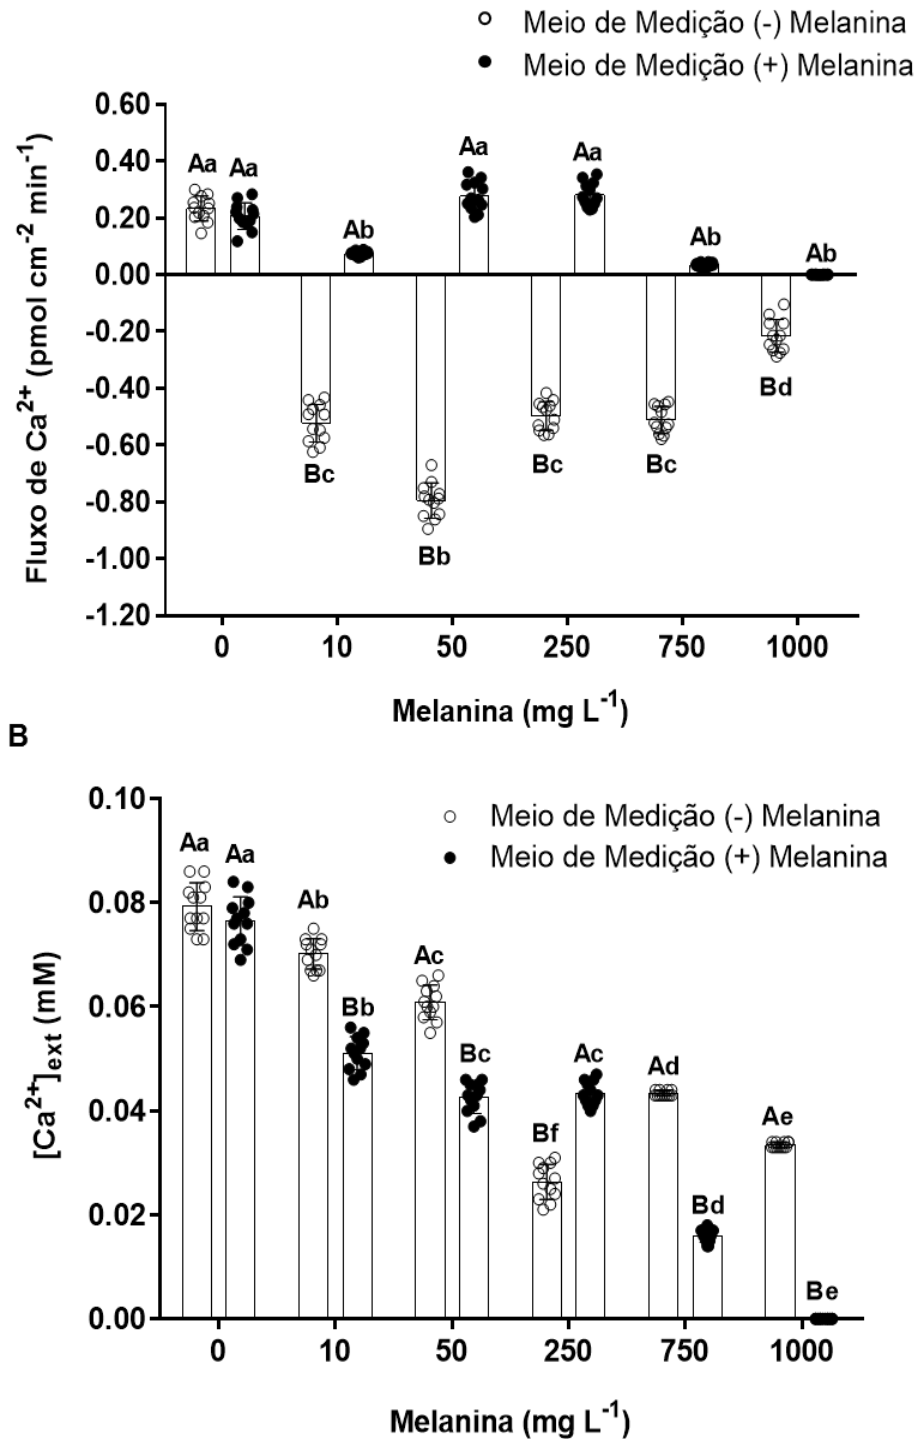 Meio de Medição (-) Melanina
Meio de Medição (+) Melanina
0.60
0.40
0.20
0.00
-0.20
-0.40
-0.60
-0.80
-1.00
-1.20
Fluxo de Ca²⁺ (pmol cm⁻² min⁻¹)
Aa Aa Ab Aa Aa Ab Ab
Bc Bb Bc Bc Bd
0 10 50 250 750 1000
Melanina (mg L⁻¹)
B
Meio de Medição (-) Melanina
Meio de Medição (+) Melanina
0.10
0.08
0.06
0.04
0.02
0.00
[Ca²⁺]ext (mM)
Aa Aa Ab Bb Ac Bc Bf Ac Ad Bd Ae Be
0 10 50 250 750 1000
Melanina (mg L⁻¹)